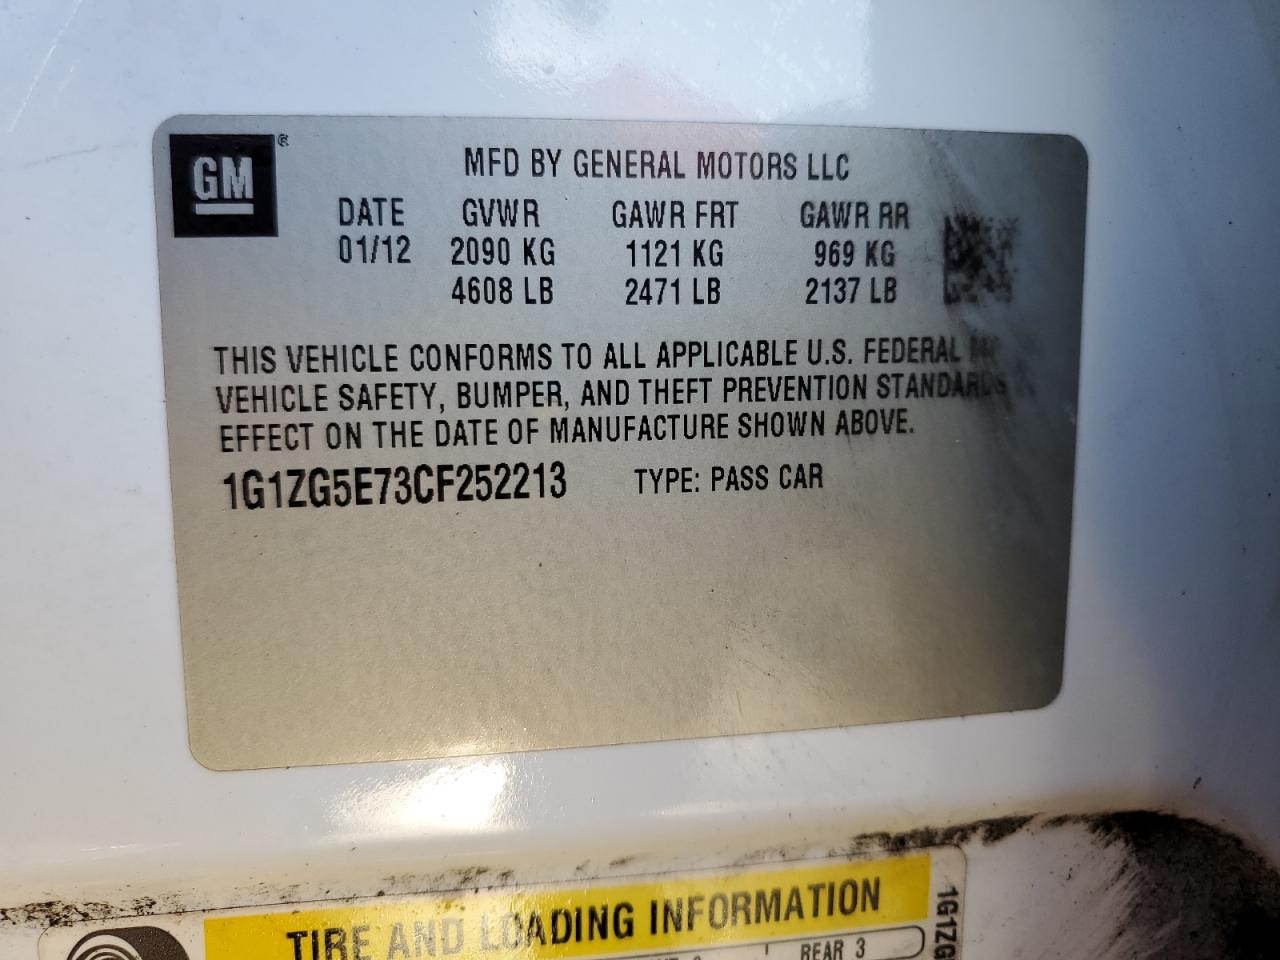 GM
MFD BY GENERAL MOTORS LLC
DATE GVWR GAWR FRT GAWR RR
01/12 2090 KG 1121 KG 969 KG
4608 LB 2471 LB 2137 LB
THIS VEHICLE CONFORMS TO ALL APPLICABLE U.S. FEDERAL
VEHICLE SAFETY, BUMPER, AND THEFT PREVENTION STANDARDS
EFFECT ON THE DATE OF MANUFACTURE SHOWN ABOVE.
1G1ZG5E73CF252213 TYPE: PASS CAR
TIRE AND LOADING INFORMATION
REAR 3
1G1ZG